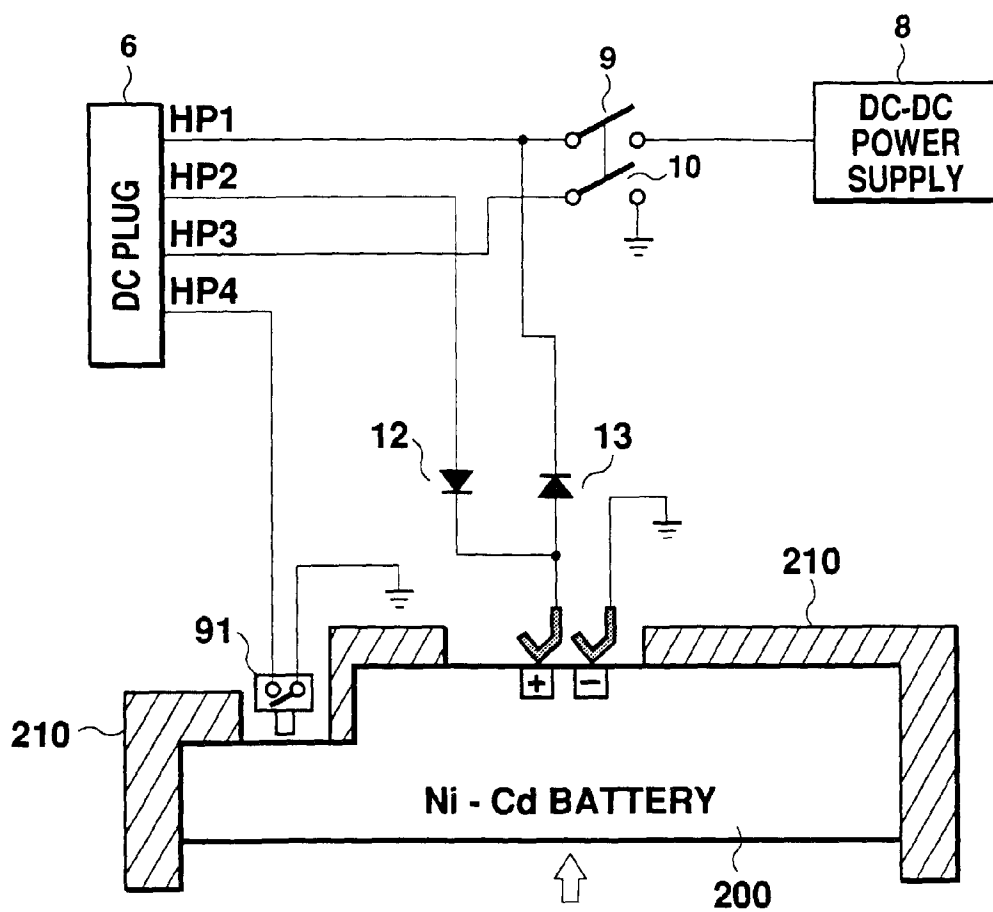 6
9
8
HP1
HP2
HP3
HP4
DC PLUG
10
DC-DC
POWER
SUPPLY
12
13
210
91
210
+
−
Ni - Cd BATTERY
200